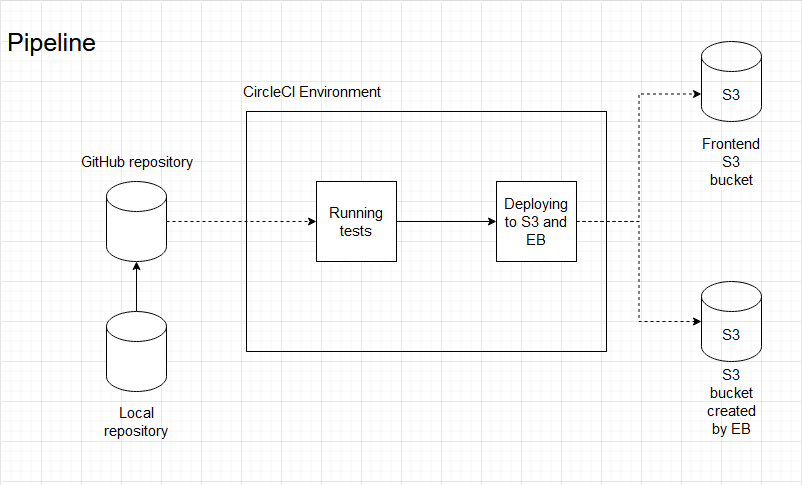 Pipeline
CircleCI Environment
GitHub repository
Local
repository
Running
tests
Deploying
to S3 and
EB
S3
Frontend
S3
bucket
S3
S3
bucket
created
by EB